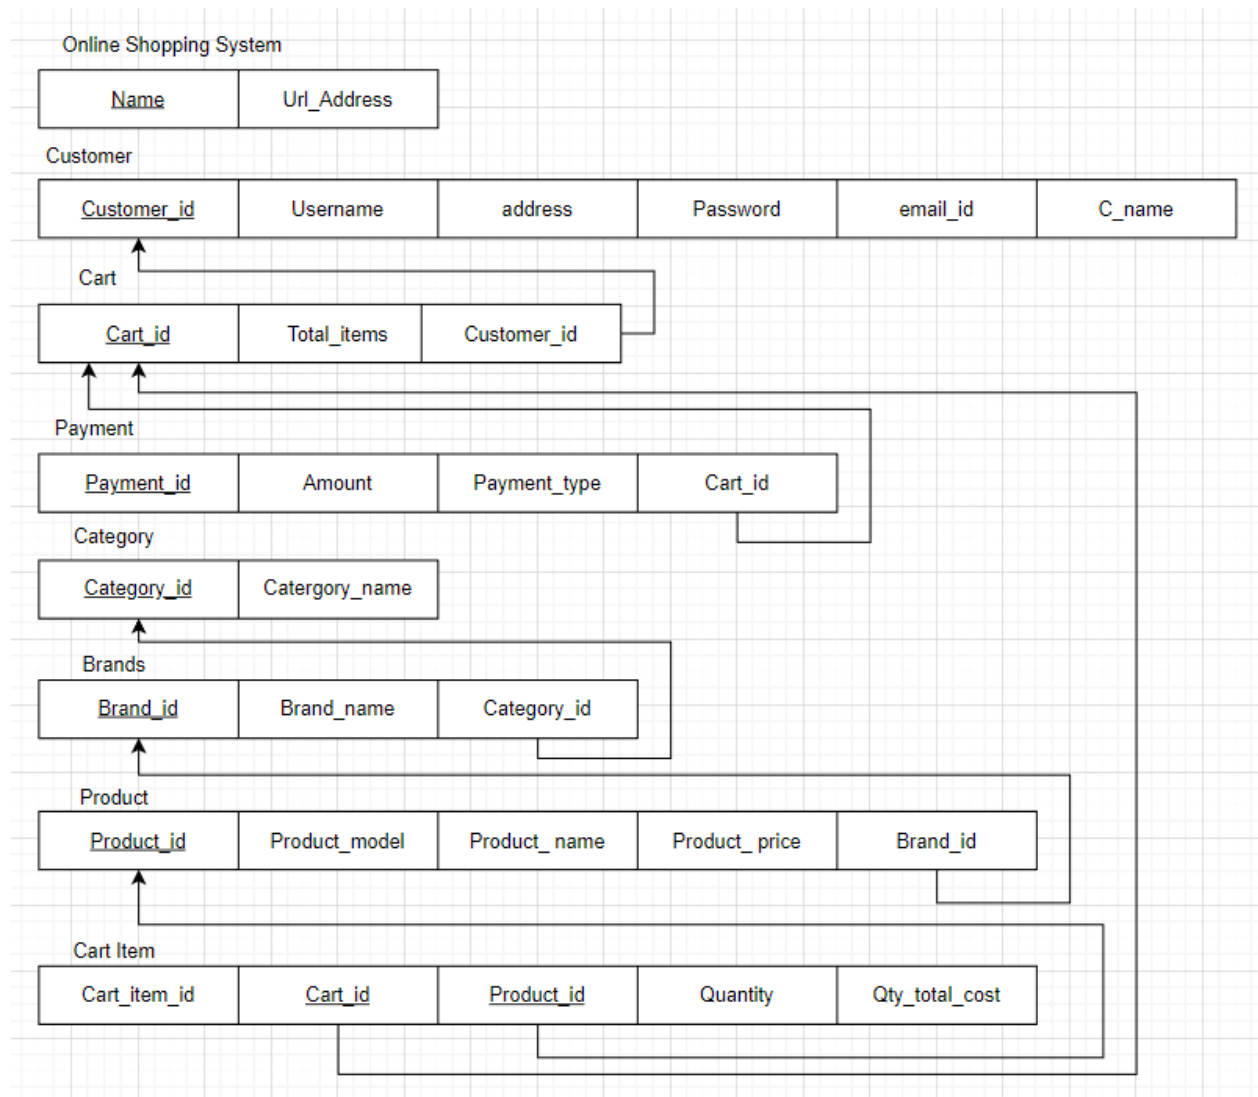 Online Shopping System
Name Url_Address
Customer
Customer_id Username address Password email_id C_name
Cart
Cart_id Total_items Customer_id
Payment
Payment_id Amount Payment_type Cart_id
Category
Category_id Catergory_name
Brands
Brand_id Brand_name Category_id
Product
Product_id Product_model Product_ name Product_ price Brand_id
Cart Item
Cart_item_id Cart_id Product_id Quantity Qty_total_cost